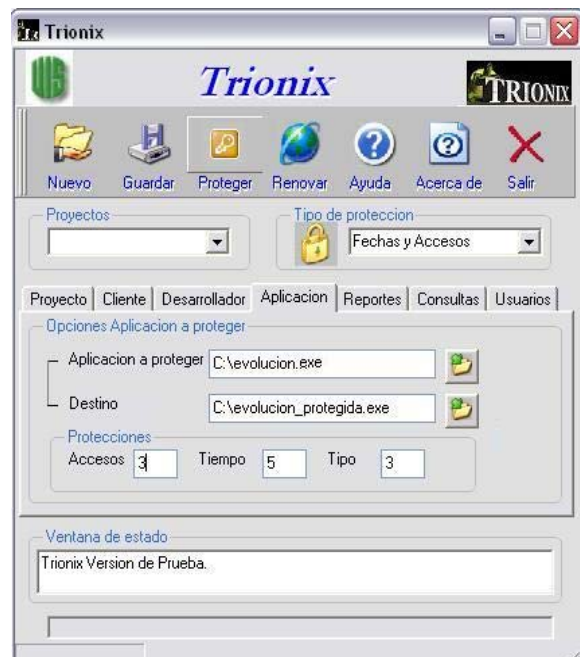 Trionix
Trionix
TRIONIX
Nuevo Guardar Proteger Renovar Ayuda Acerca de Salir
Proyectos
Tipo de proteccion
Fechas y Accesos
Proyecto Cliente Desarrollador Aplicacion Reportes Consultas Usuarios
Opciones Aplicacion a proteger
Aplicacion a proteger C:\evolucion.exe
Destino C:\evolucion_protegida.exe
Protecciones
Accesos 3 Tiempo 5 Tipo 3
Ventana de estado
Trionix Version de Prueba.